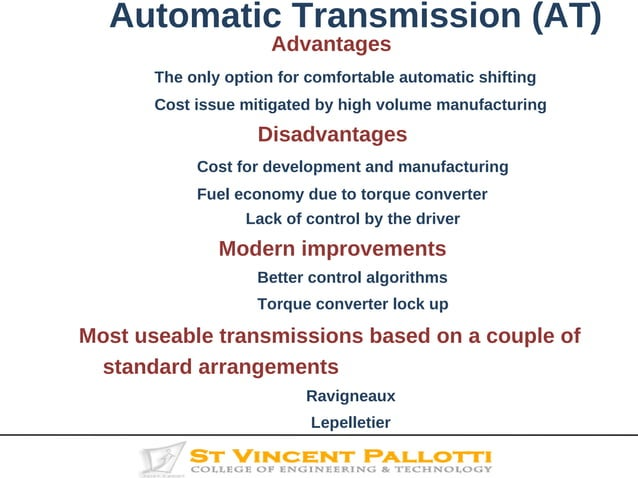 Automatic Transmission (AT)
Advantages
The only option for comfortable automatic shifting
Cost issue mitigated by high volume manufacturing
Disadvantages
Cost for development and manufacturing
Fuel economy due to torque converter
Lack of control by the driver
Modern improvements
Better control algorithms
Torque converter lock up
Most useable transmissions based on a couple of
standard arrangements
Ravigneaux
Lepelletier
ST VINCENT PALLOTTI
COLLEGE OF ENGINEERING & TECHNOLOGY